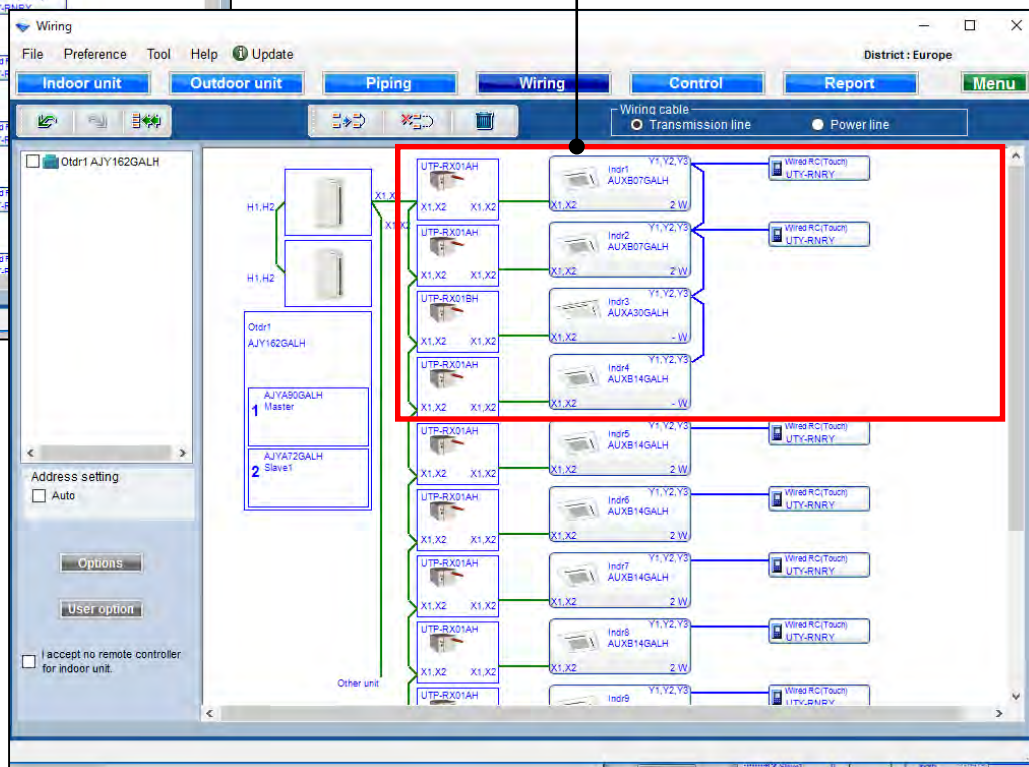 Wiring
File Preference Tool Help Update
District : Europe
Indoor unit Outdoor unit Piping Wiring Control Report Menu
Wiring cable
Transmission line Power line
Otdr1 AJY162GALH
Address setting
Auto
Options
User option
I accept no remote controller
for indoor unit.
H1,H2
H1,H2
Otdr1
AJY162GALH
AJYA90GALH
1 Master
AJYA72GALH
2 Slave1
Other unit
UTP-RX01AH
X1,X2 X1,X2
Indr1
AUXB07GALH
Y1,Y2,Y3
X1,X2 2 W
Wired RC(Touch)
UTY-RNRY
UTP-RX01AH
X1,X2 X1,X2
Indr2
AUXB07GALH
Y1,Y2,Y3
X1,X2 2 W
Wired RC(Touch)
UTY-RNRY
UTP-RX01BH
X1,X2 X1,X2
Indr3
AUXA30GALH
Y1,Y2,Y3
X1,X2 - W
UTP-RX01AH
X1,X2 X1,X2
Indr4
AUXB14GALH
Y1,Y2,Y3
X1,X2 - W
UTP-RX01AH
X1,X2 X1,X2
Indr5
AUXB14GALH
Y1,Y2,Y3
X1,X2 2 W
Wired RC(Touch)
UTY-RNRY
UTP-RX01AH
X1,X2 X1,X2
Indr6
AUXB14GALH
Y1,Y2,Y3
X1,X2 2 W
Wired RC(Touch)
UTY-RNRY
UTP-RX01AH
X1,X2 X1,X2
Indr7
AUXB14GALH
Y1,Y2,Y3
X1,X2 2 W
Wired RC(Touch)
UTY-RNRY
UTP-RX01AH
X1,X2 X1,X2
Indr8
AUXB14GALH
Y1,Y2,Y3
X1,X2 2 W
Wired RC(Touch)
UTY-RNRY
UTP-RX01AH
Indr9
Y1,Y2,Y3
Wired RC(Touch)
UTY-RNRY